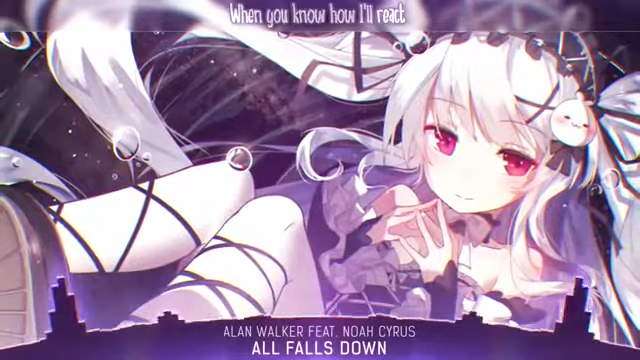 When you know how I'll react
ALAN WALKER FEAT. NOAH CYRUS
ALL FALLS DOWN